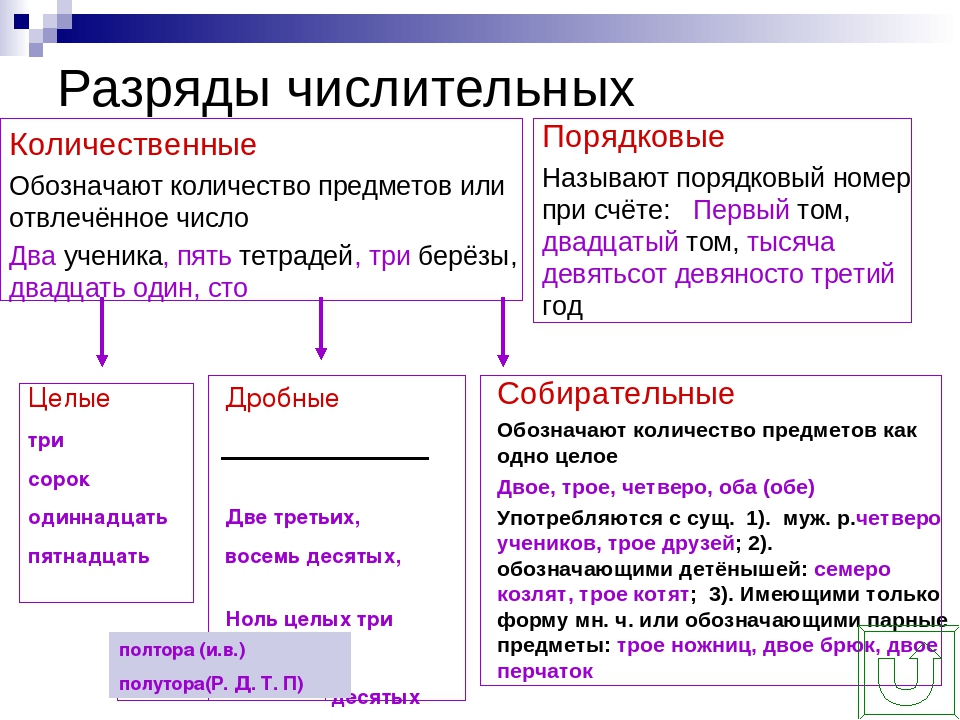 Разряды числительных
Количественные
Обозначают количество предметов или
отвлечённое число
Два ученика, пять тетрадей, три берёзы,
двадцать один, сто
Порядковые
Называют порядковый номер
при счёте: Первый том,
двадцатый том, тысяча
девятьсот девяносто третий
год
Целые
три
сорок
одиннадцать
пятнадцать
Дробные
Две третьих,
восемь десятых,
Ноль целых три
десятых
полтора (и.в.)
полутора(Р. Д. Т. П)
Собирательные
Обозначают количество предметов как
одно целое
Двое, трое, четверо, оба (обе)
Употребляются с сущ. 1). муж. р.четверо
учеников, трое друзей; 2).
обозначающими детёнышей: семеро
козлят, трое котят; 3). Имеющими только
форму мн. ч. или обозначающими парные
предметы: трое ножниц, двое брюк, двое
перчаток